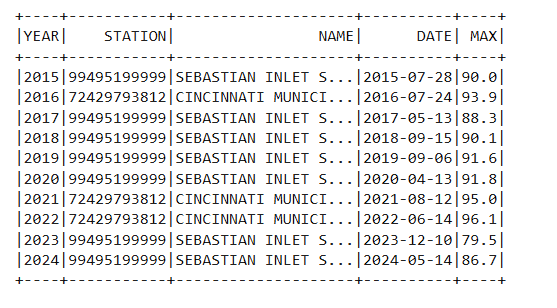 +----+-----------+--------------------+----------+----+
|YEAR|    STATION|                NAME|      DATE| MAX|
+----+-----------+--------------------+----------+----+
|2015|99495199999|SEBASTIAN INLET S...|2015-07-28|90.0|
|2016|72429793812|CINCINNATI MUNICI...|2016-07-24|93.9|
|2017|99495199999|SEBASTIAN INLET S...|2017-05-13|88.3|
|2018|99495199999|SEBASTIAN INLET S...|2018-09-15|90.1|
|2019|99495199999|SEBASTIAN INLET S...|2019-09-06|91.6|
|2020|99495199999|SEBASTIAN INLET S...|2020-04-13|91.8|
|2021|72429793812|CINCINNATI MUNICI...|2021-08-12|95.0|
|2022|72429793812|CINCINNATI MUNICI...|2022-06-14|96.1|
|2023|99495199999|SEBASTIAN INLET S...|2023-12-10|79.5|
|2024|99495199999|SEBASTIAN INLET S...|2024-05-14|86.7|
+----+-----------+--------------------+----------+----+